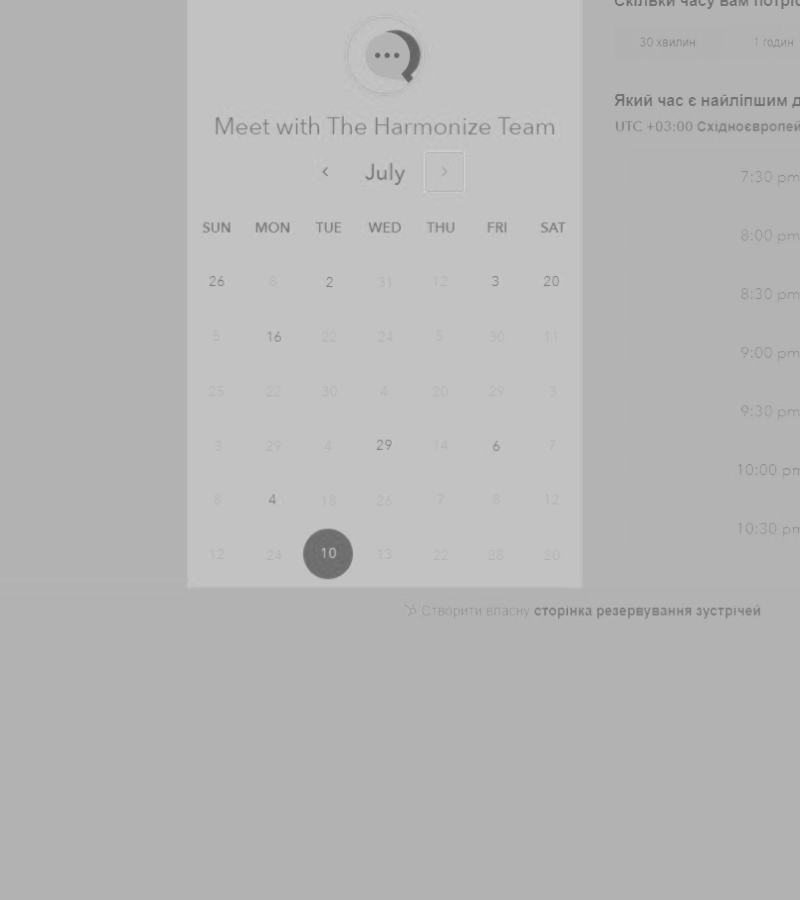 Скільки часу вам потріб
30 хвилин 1 годин
Meet with The Harmonize Team
July
Який час є найліпшим д
UTC +03:00 Східноєвропей
SUN MON TUE WED THU FRI SAT
26 8 2 31 12 3 20
5 16 22 24 5 30 11
25 22 30 4 20 29 3
3 29 4 29 14 6 7
8 4 18 26 7 8 12
12 24 10 13 22 28 20
7:30 pm
8:00 pm
8:30 pm
9:00 pm
9:30 pm
10:00 pm
10:30 pm
Створити власну сторінка резервування зустрічей